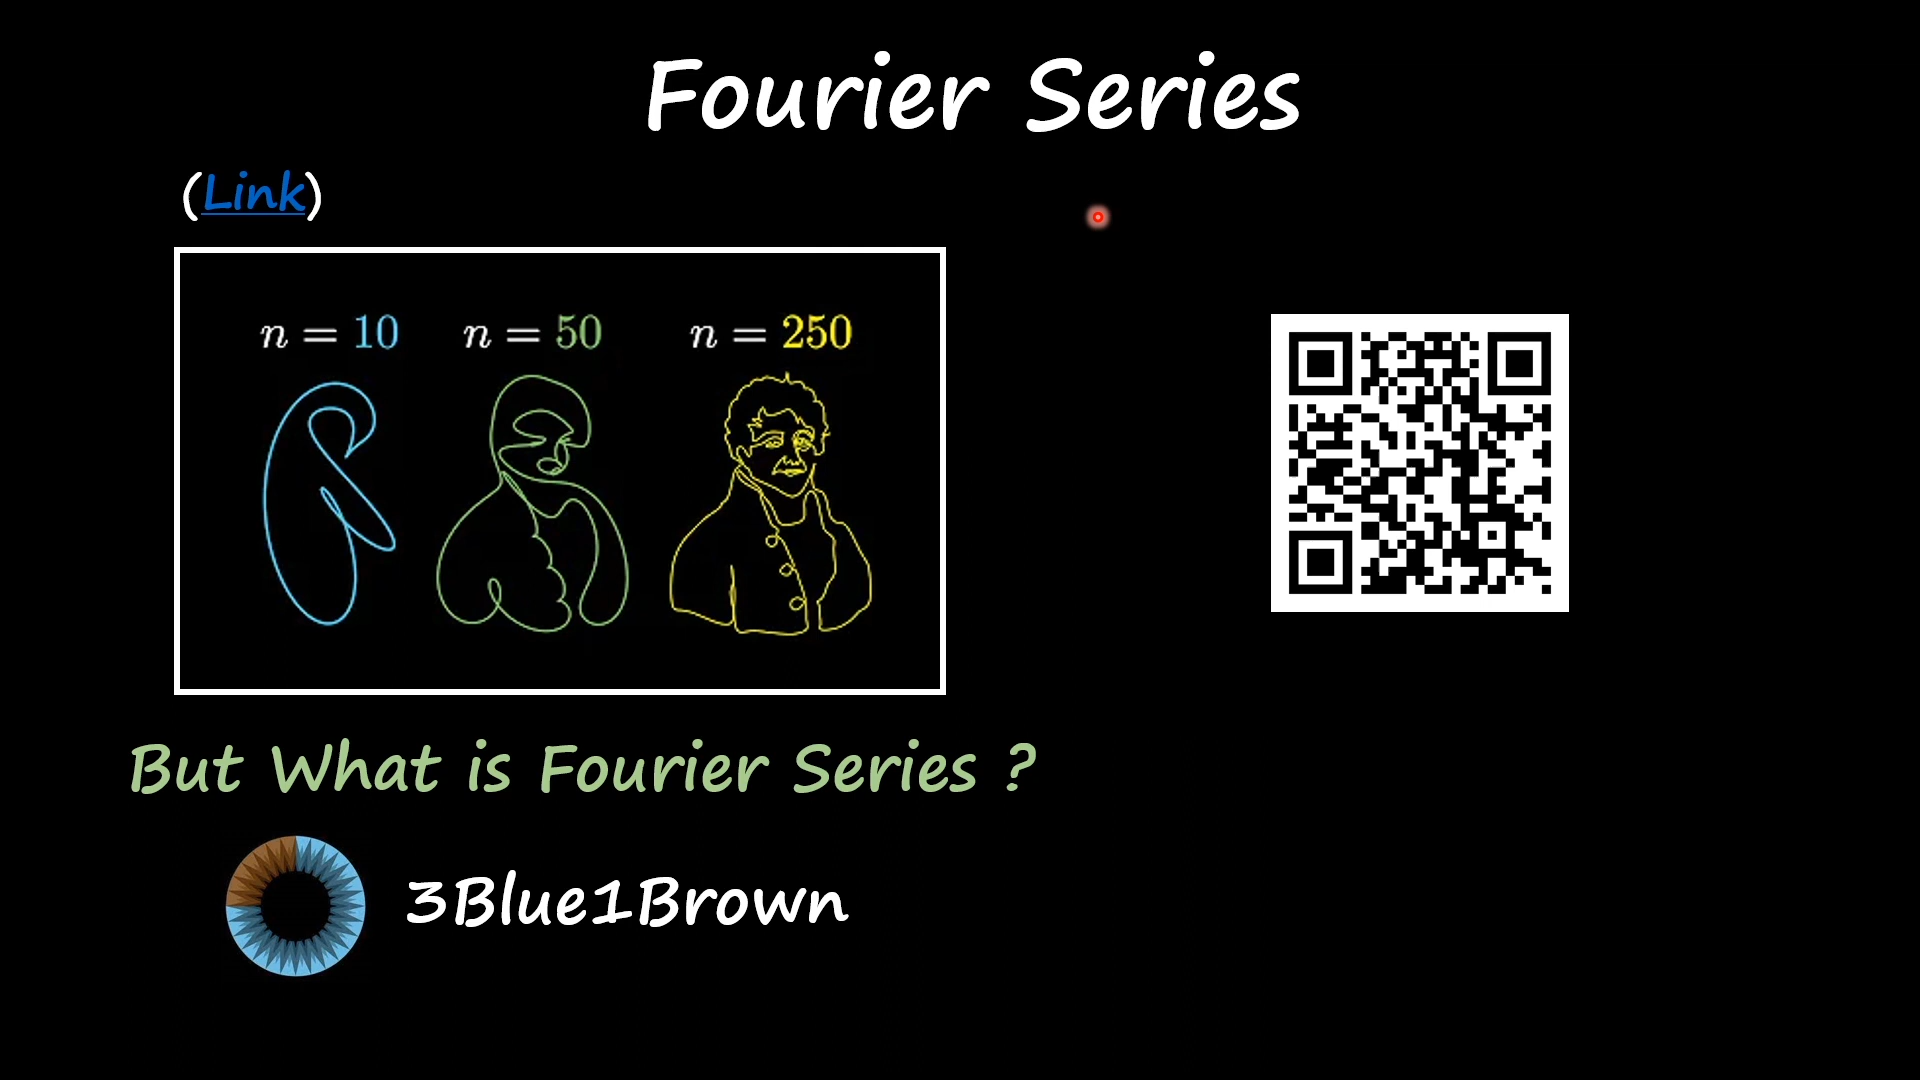 Fourier Series
(Link)
n = 10 n = 50 n = 250
But What is Fourier Series ?
3Blue1Brown